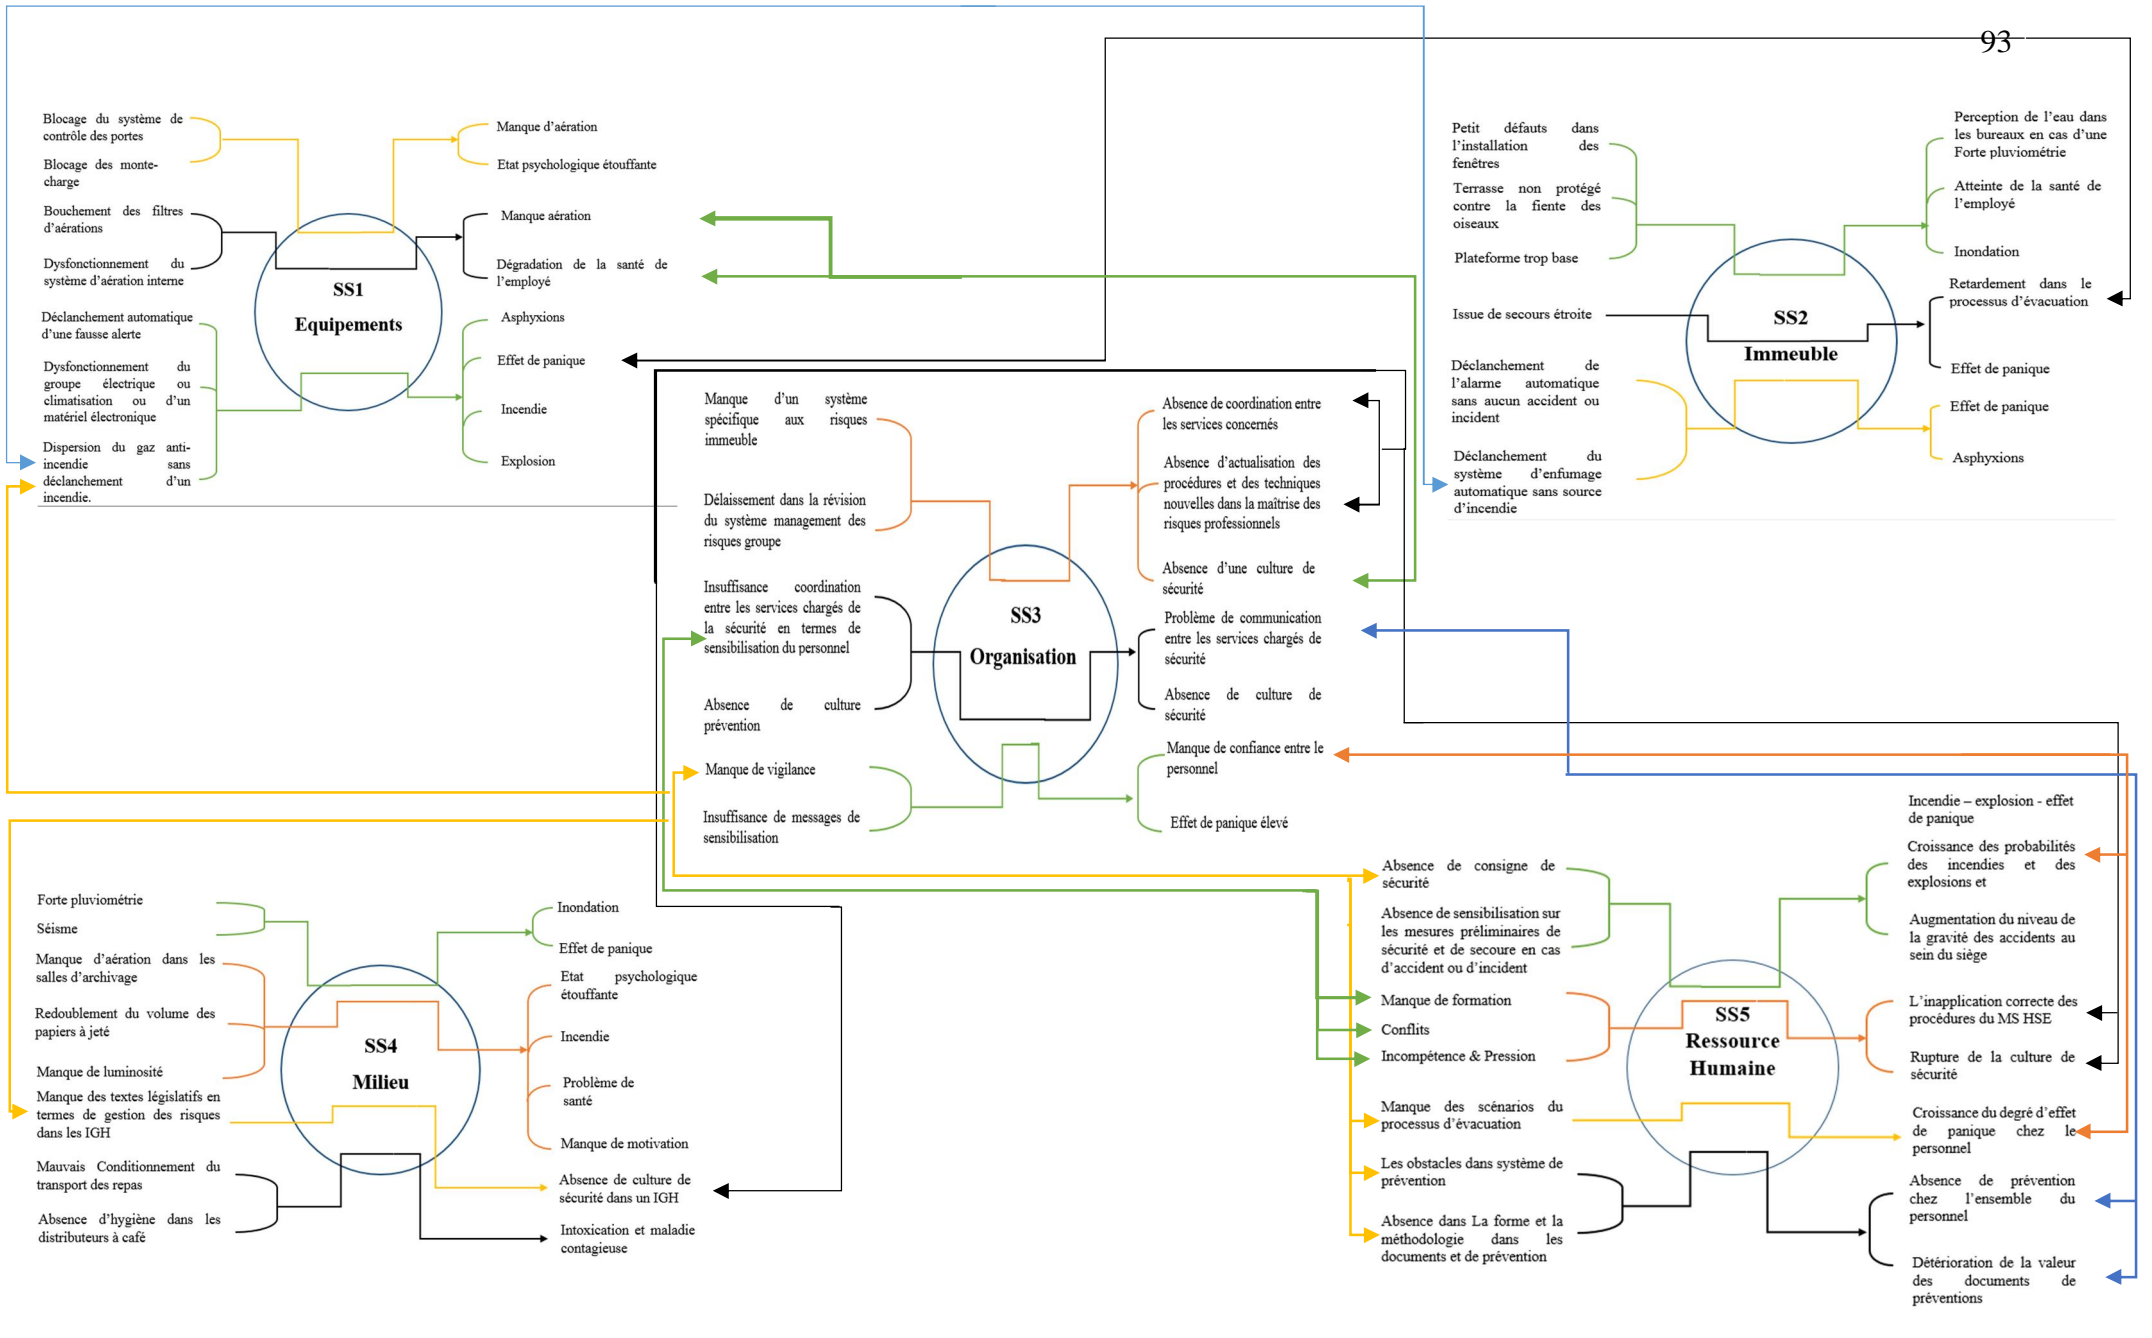 93
Blocage du système de
contrôle des portes
Blocage des monte-
charge
Bouchement des filtres
d'aérations
Dysfonctionnement du
système d'aération interne
Déclanchement automatique
d'une fausse alerte
Dysfonctionnement du
groupe électrique ou
climatisation ou d'un
matériel électronique
Dispersion du gaz anti-
incendie sans
déclanchement d'un
incendie.
SS1
Equipements
Manque d'aération
Etat psychologique étouffante
Manque aération
Dégradation de la santé de
l'employé
Asphyxions
Effet de panique
Incendie
Explosion
Petit défauts dans
l'installation des
fenêtres
Terrasse non protégé
contre la fiente des
oiseaux
Plateforme trop base
Issue de secours étroite
Déclanchement de
l'alarme automatique
sans aucun accident ou
incident
Déclanchement du
système d'enfumage
automatique sans source
d'incendie
SS2
Immeuble
Perception de l'eau dans
les bureaux en cas d'une
Forte pluviométrie
Atteinte de la santé de
l'employé
Inondation
Retardement dans le
processus d'évacuation
Effet de panique
Effet de panique
Asphyxions
Manque d'un système
spécifique aux risques
immeuble
Délaissement dans la révision
du système management des
risques groupe
Insuffisance coordination
entre les services chargés de
la sécurité en termes de
sensibilisation du personnel
Absence de culture
prévention
Manque de vigilance
Insuffisance de messages de
sensibilisation
SS3
Organisation
Absence de coordination entre
les services concernés
Absence d'actualisation des
procédures et des techniques
nouvelles dans la maîtrise des
risques professionnels
Absence d'une culture de
sécurité
Problème de communication
entre les services chargés de
sécurité
Absence de culture de
sécurité
Manque de confiance entre le
personnel
Effet de panique élevé
Forte pluviométrie
Séisme
Manque d'aération dans les
salles d'archivage
Redoublement du volume des
papiers à jeté
Manque de luminosité
Manque des textes législatifs en
termes de gestion des risques
dans les IGH
Mauvais Conditionnement du
transport des repas
Absence d'hygiène dans les
distributeurs à café
SS4
Milieu
Inondation
Effet de panique
Etat psychologique
étouffante
Incendie
Problème de
santé
Manque de motivation
Absence de culture de
sécurité dans un IGH
Intoxication et maladie
contagieuse
Absence de consigne de
sécurité
Absence de sensibilisation sur
les mesures préliminaires de
sécurité et de secoure en cas
d'accident ou d'incident
Manque de formation
Conflits
Incompétence & Pression
Manque des scénarios du
processus d'évacuation
Les obstacles dans système de
prévention
Absence dans La forme et la
méthodologie dans les
documents et de prévention
SS5
Ressource
Humaine
Incendie – explosion - effet
de panique
Croissance des probabilités
des incendies et des
explosions et
Augmentation du niveau de
la gravité des accidents au
sein du siège
L'inapplication correcte des
procédures du MS HSE
Rupture de la culture de
sécurité
Croissance du degré d'effet
de panique chez le
personnel
Absence de prévention
chez l'ensemble du
personnel
Détérioration de la valeur
des documents de
préventions